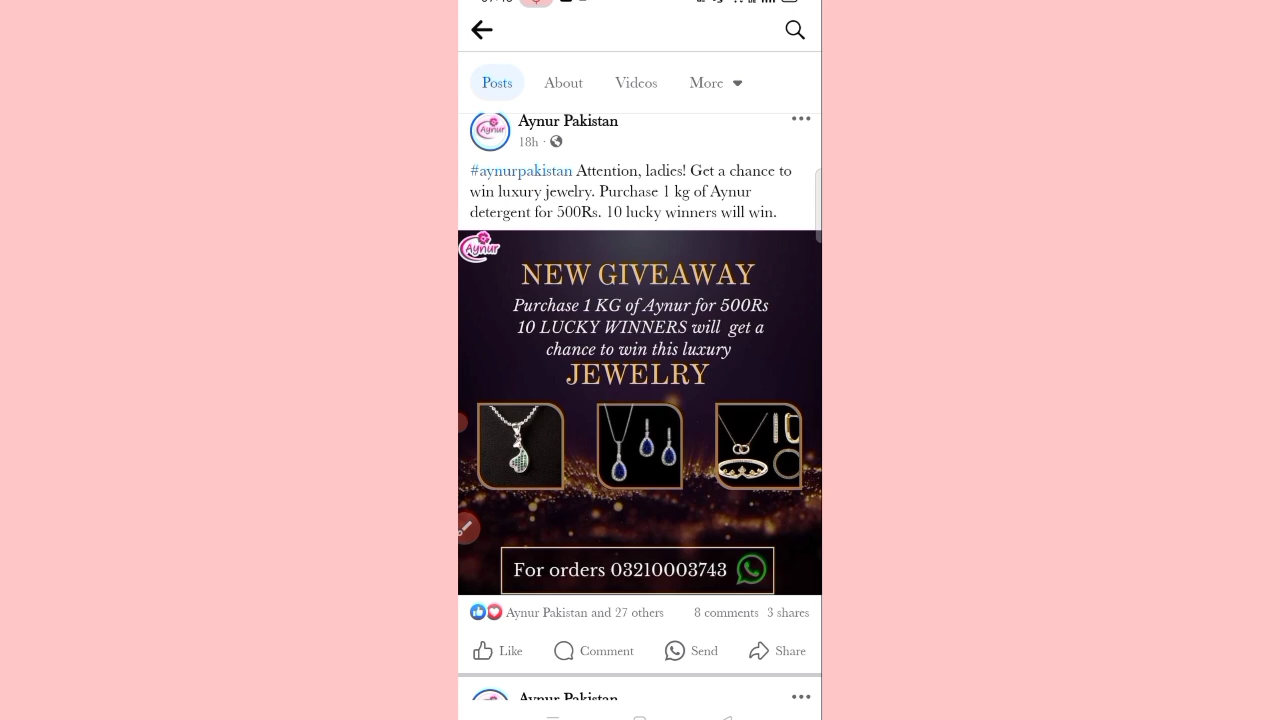 Posts About Videos More
Aynur Pakistan
18h ·
#aynurpakistan Attention, ladies! Get a chance to
win luxury jewelry. Purchase 1 kg of Aynur
detergent for 500Rs. 10 lucky winners will win.
Aynur
NEW GIVEAWAY
Purchase 1 KG of Aynur for 500Rs
10 LUCKY WINNERS will get a
chance to win this luxury
JEWELRY
For orders 03210003743
Aynur Pakistan and 27 others 8 comments 3 shares
Like Comment Send Share
Aynur Pakistan